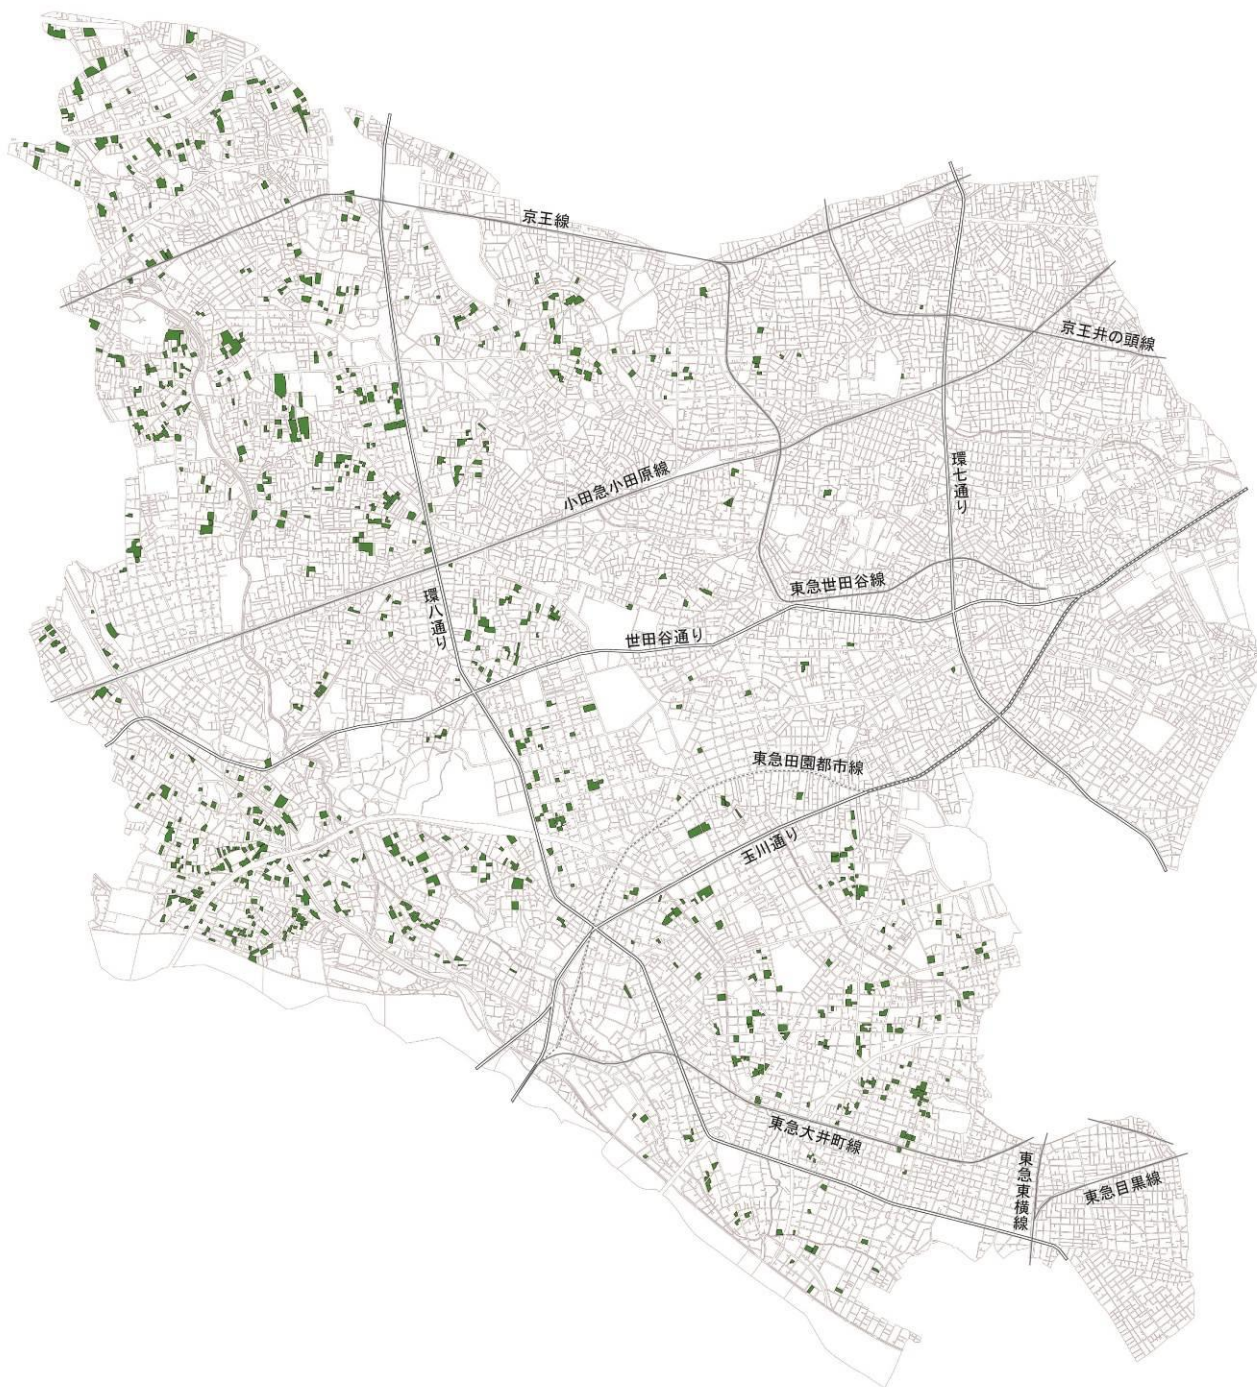 京王線
京王井の頭線
小田急小田原線
環七通り
東急世田谷線
環八通り
世田谷通り
東急田園都市線
玉川通り
東急大井町線
東急東横線
東急目黒線